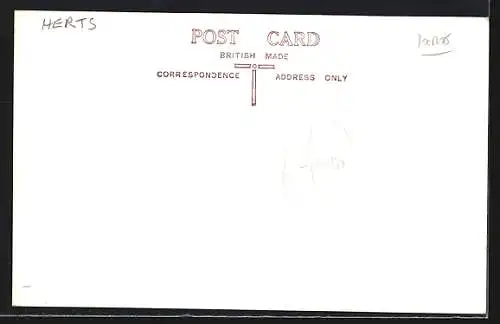 HERTS
POST CARD
BRITISH MADE
CORRESPONDENCE ADDRESS ONLY